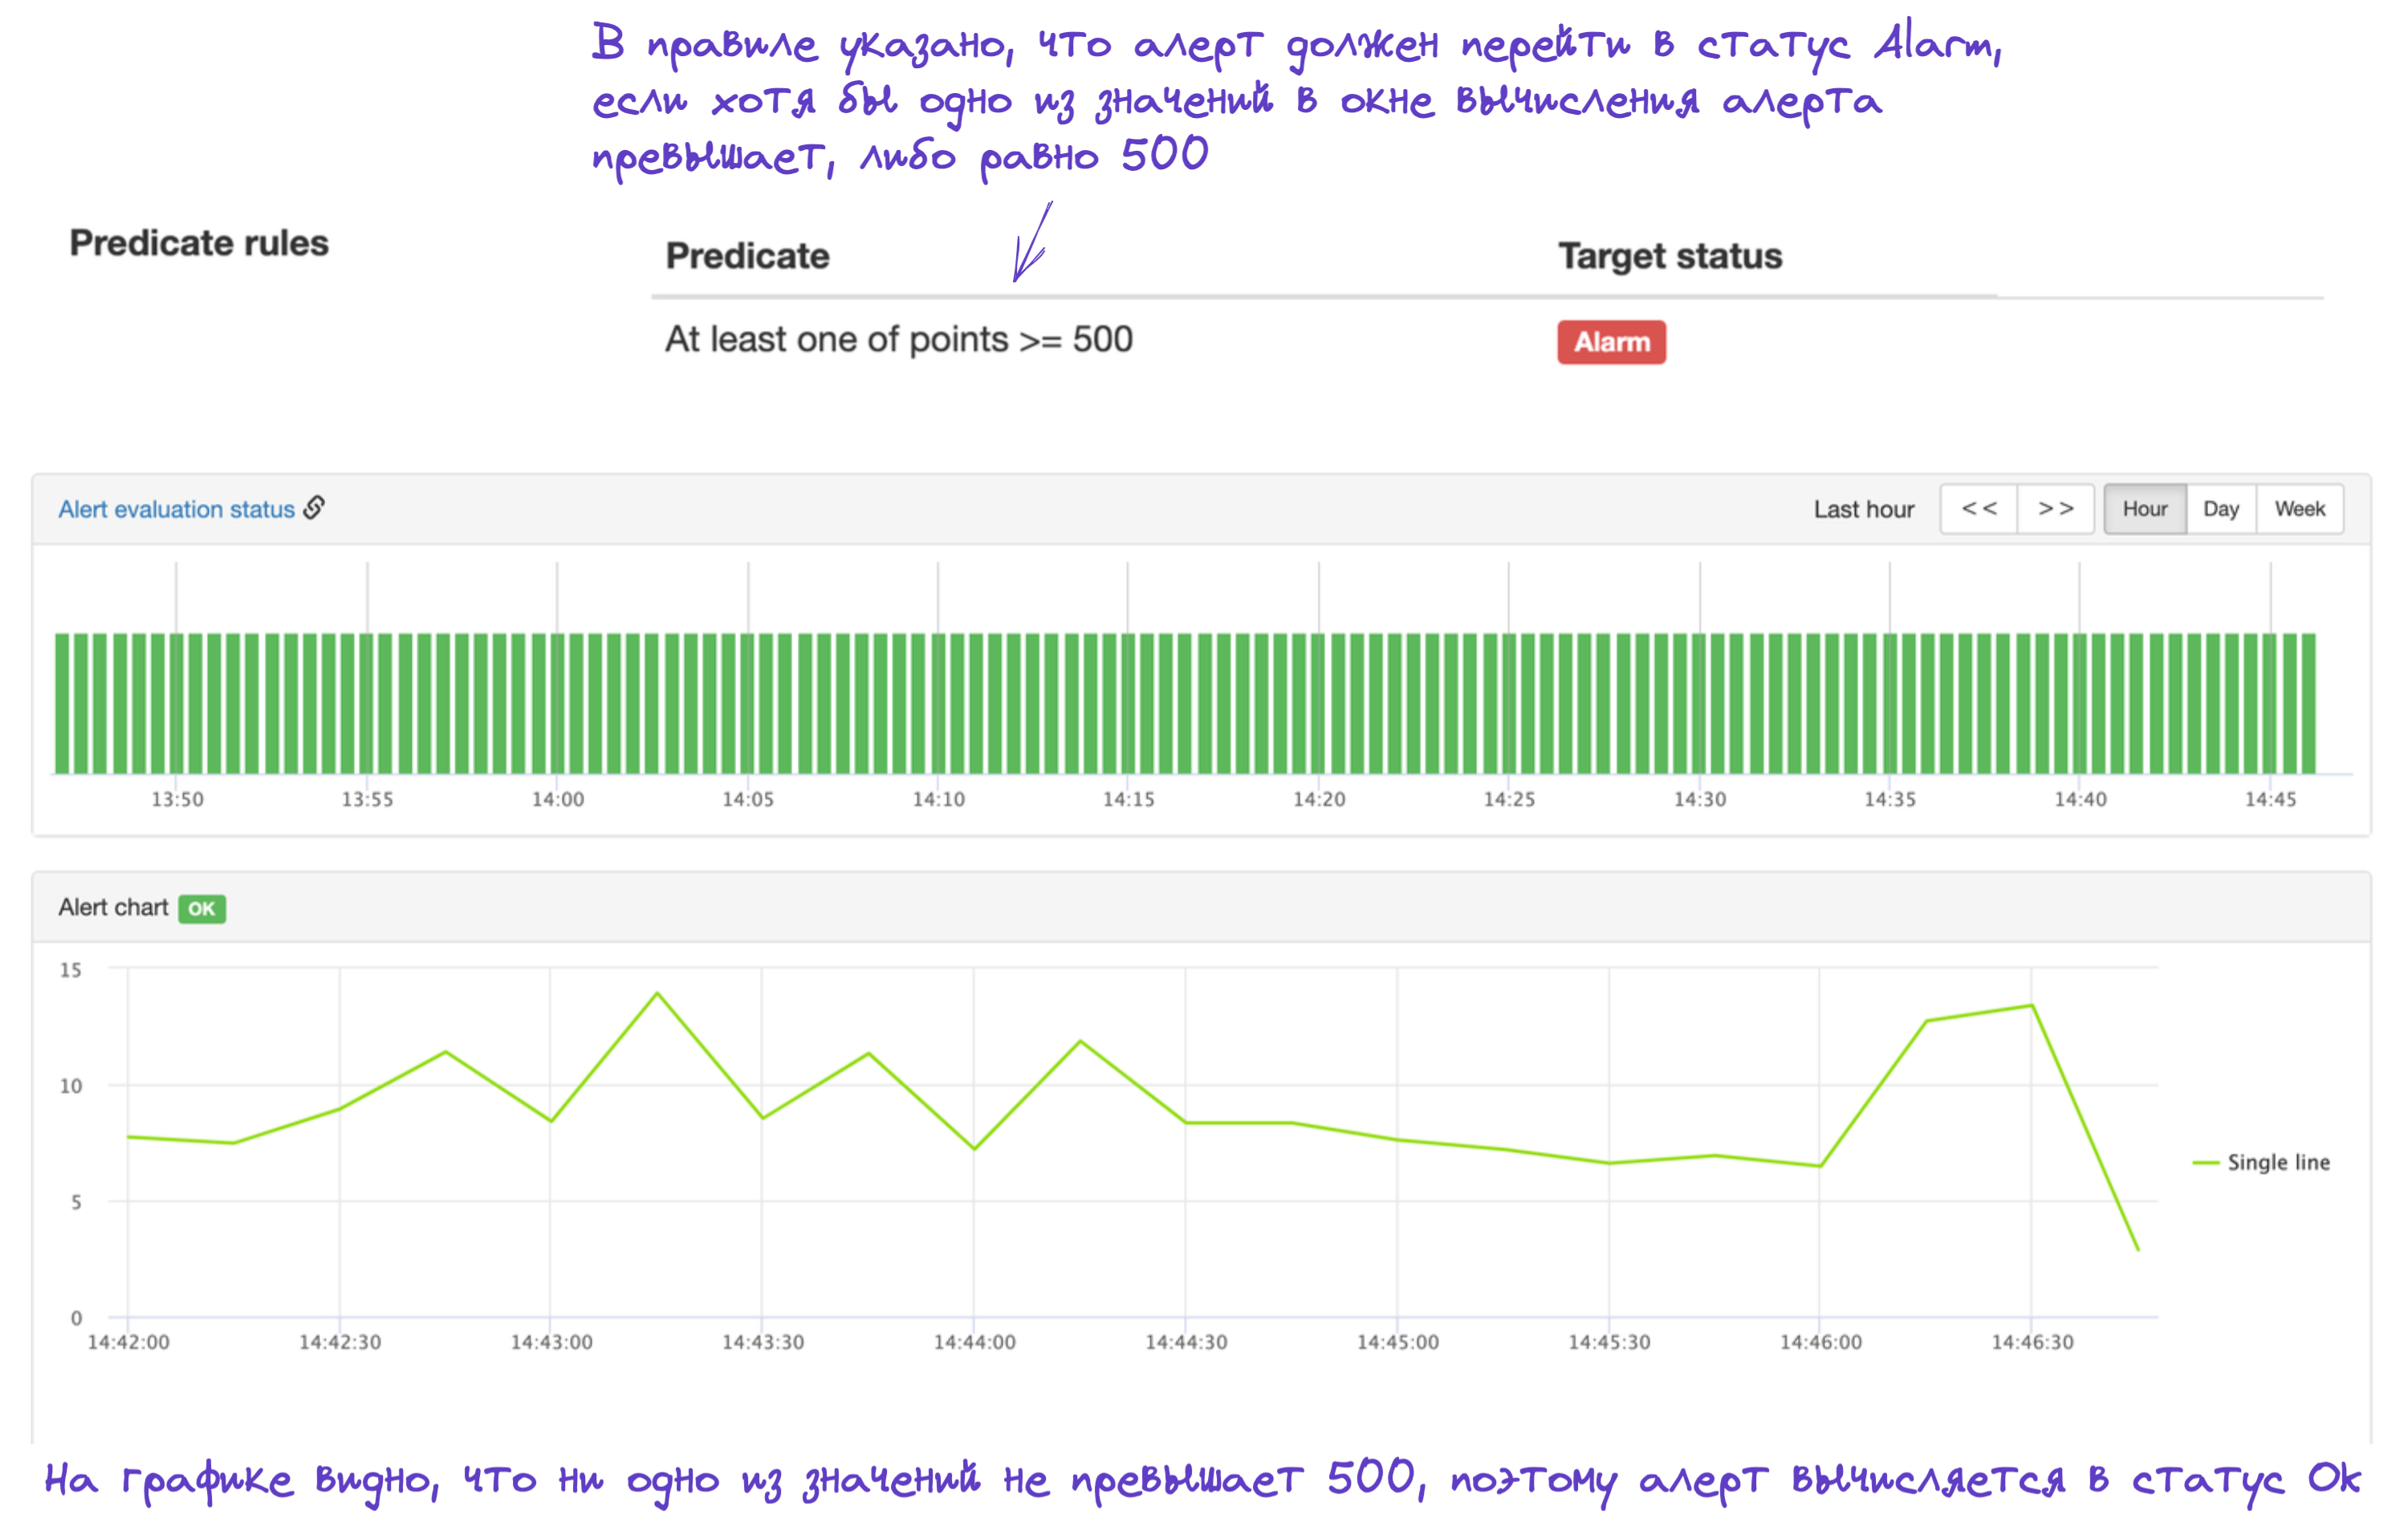 В правиле указано, что алерт должен перейти в статус Alarm,
если хотя бы одно из значений в окне вычисления алерта
превышает, либо равно 500
Predicate rules
Predicate
Target status
At least one of points >= 500
Alarm
Alert evaluation status
Last hour
<<
>>
Hour
Day
Week
13:50
13:55
14:00
14:05
14:10
14:15
14:20
14:25
14:30
14:35
14:40
14:45
Alert chart
OK
15
10
5
0
14:42:00
14:42:30
14:43:00
14:43:30
14:44:00
14:44:30
14:45:00
14:45:30
14:46:00
14:46:30
Single line
На графике видно, что ни одно из значений не превышает 500, поэтому алерт вычисляется в статус Ok